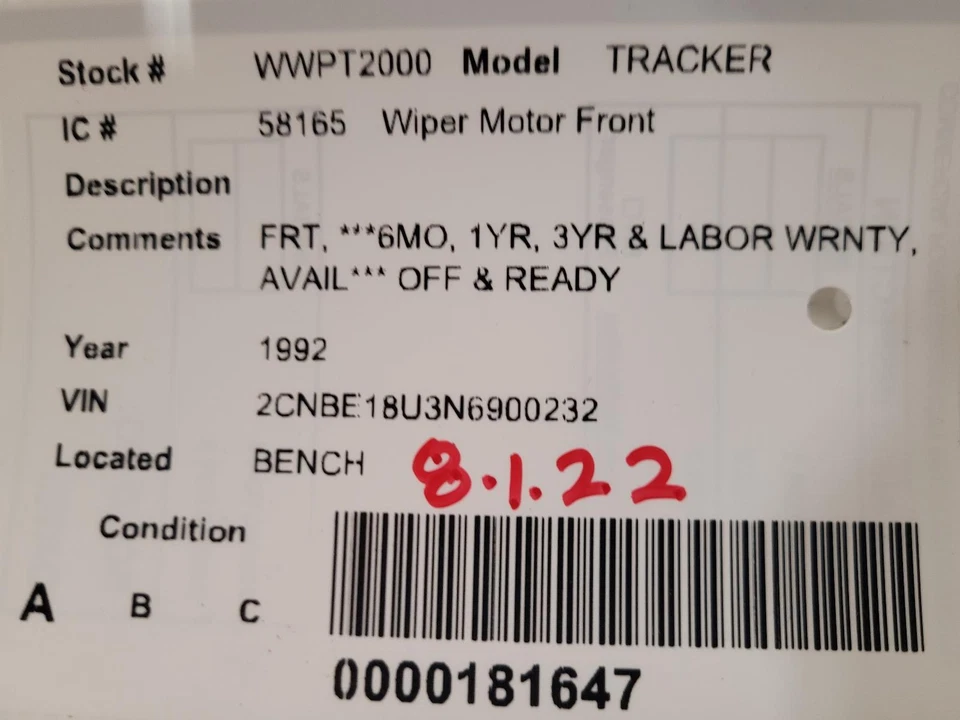 Stock # WWPT2000 Model TRACKER
IC # 58165 Wiper Motor Front
Description
Comments FRT, ***6MO, 1YR, 3YR & LABOR WRNTY,
AVAIL*** OFF & READY
Year 1992
VIN 2CNBE18U3N6900232
Located BENCH 8.1.22
Condition
A B C
0000181647